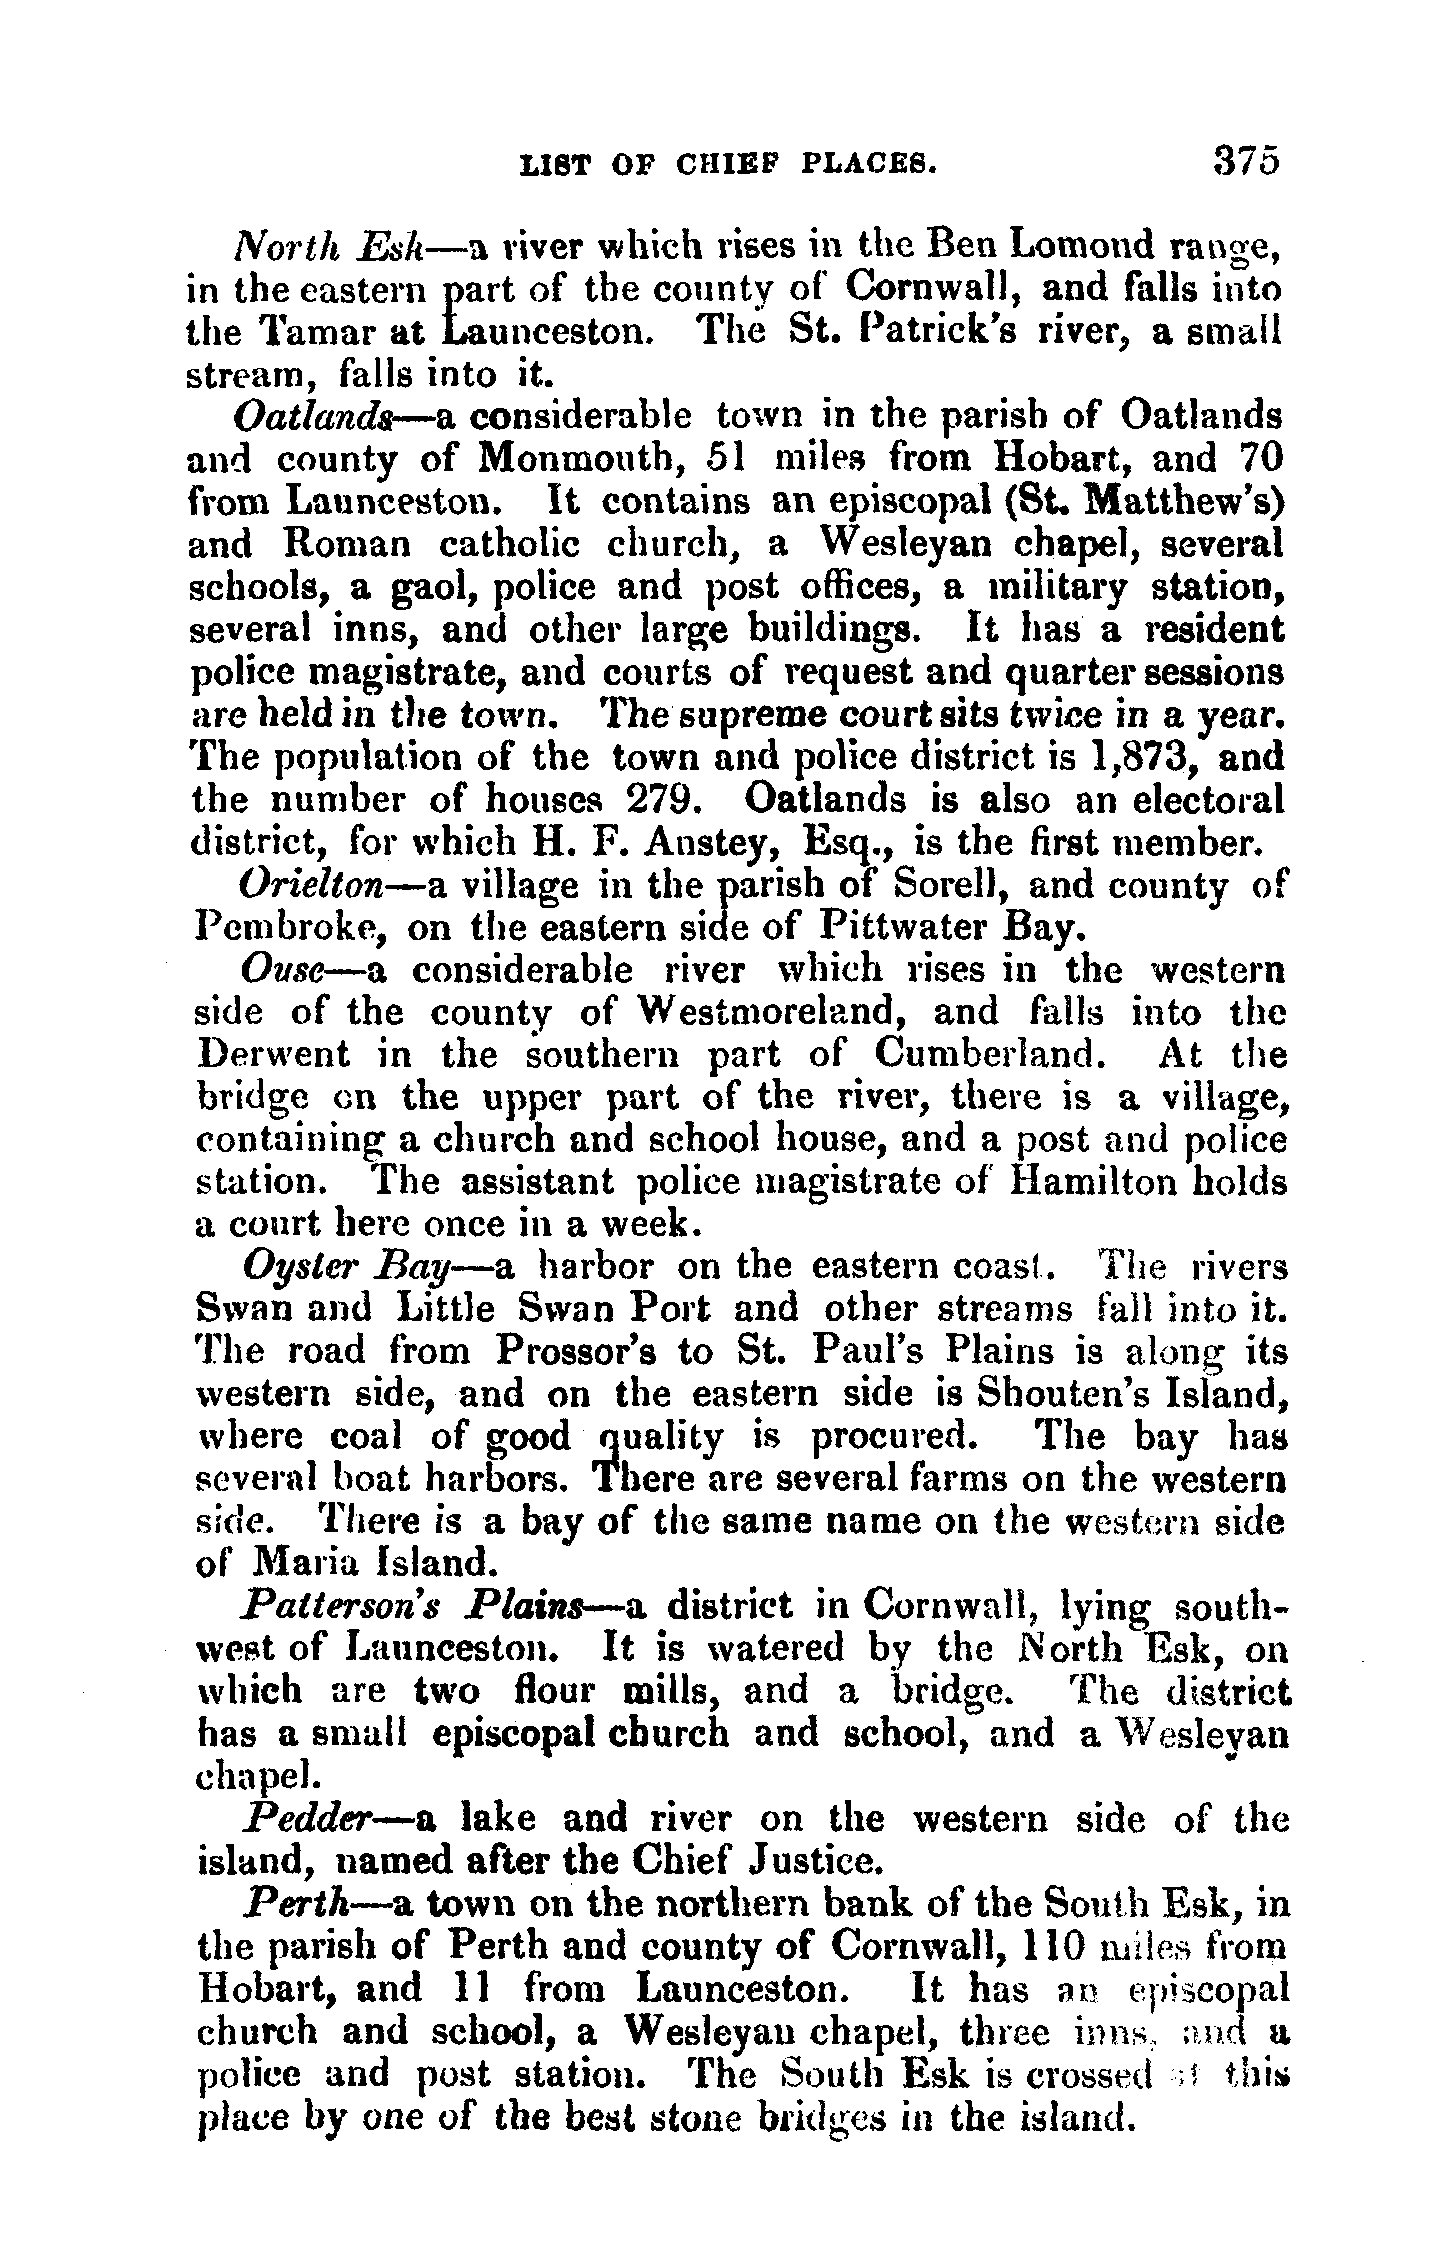 LIST OF CHIEF PLACES. 375
North Esk—a river which rises in the Ben Lomond range,
in the eastern part of the county of Cornwall, and falls into
the Tamar at Launceston. The St. Patrick's river, a small
stream, falls into it.
Oatlands—a considerable town in the parish of Oatlands
and county of Monmouth, 51 miles from Hobart, and 70
from Launceston. It contains an episcopal (St. Matthew's)
and Roman catholic church, a Wesleyan chapel, several
schools, a gaol, police and post offices, a military station,
several inns, and other large buildings. It has a resident
police magistrate, and courts of request and quarter sessions
are held in the town. The supreme court sits twice in a year.
The population of the town and police district is 1,873, and
the number of houses 279. Oatlands is also an electoral
district, for which H. F. Anstey, Esq., is the first member.
Orielton—a village in the parish of Sorell, and county of
Pembroke, on the eastern side of Pittwater Bay.
Ouse—a considerable river which rises in the western
side of the county of Westmoreland, and falls into the
Derwent in the southern part of Cumberland. At the
bridge on the upper part of the river, there is a village,
containing a church and school house, and a post and police
station. The assistant police magistrate of Hamilton holds
a court here once in a week.
Oyster Bay—a harbor on the eastern coast. The rivers
Swan and Little Swan Port and other streams fall into it.
The road from Prossor's to St. Paul's Plains is along its
western side, and on the eastern side is Shouten's Island,
where coal of good quality is procured. The bay has
several boat harbors. There are several farms on the western
side. There is a bay of the same name on the western side
of Maria Island.
Patterson's Plains—a district in Cornwall, lying south-
west of Launceston. It is watered by the North Esk, on
which are two flour mills, and a bridge. The district
has a small episcopal church and school, and a Wesleyan
chapel.
Pedder—a lake and river on the western side of the
island, named after the Chief Justice.
Perth—a town on the northern bank of the South Esk, in
the parish of Perth and county of Cornwall, 110 miles from
Hobart, and 11 from Launceston. It has an episcopal
church and school, a Wesleyan chapel, three inns, and a
police and post station. The South Esk is crossed at this
place by one of the best stone bridges in the island.